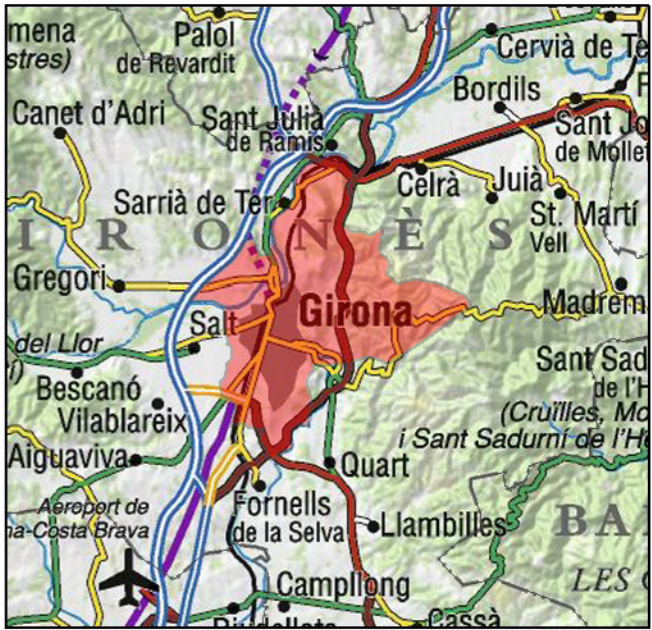 mena
stres)
Palol
de Revardit
Cervià de Te
Bordils
Canet d'Adri
Sant Julià
de Ramis
Sant Jo
de Mollet
Celrà
Juià
Sarrià de Ter
St. Martí
Vell
I R O N È S
Gregori
Girona
Madrem
Salt
del Llor
í)
Sant Sad
de l'H
Bescanó
(Cruïlles, Mo
i Sant Sadurní de l'He
Vilablareix
Aiguaviva
Quart
Aeroport de
na-Costa Brava
Fornells
de la Selva
Llambilles
BA
LES
Campllong
Riudellots
Cassà